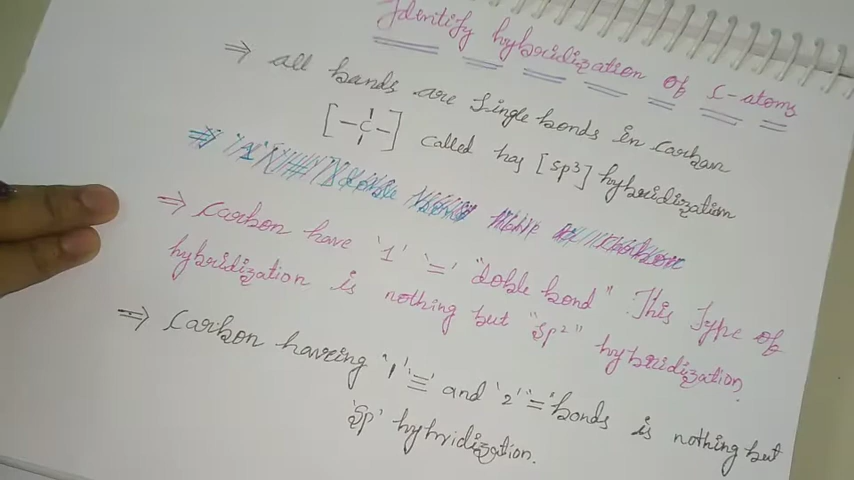 Identify hybridization of C-atoms
⇒ all bands are Single bonds in carban
[-C-] called has [sp³] hybridization
⇒ Carbon have '1' '=' "doble bond". This Type of
hybridization is nothing but "sp²" hybridization.
⇒ Carbon haveing '1' '≡' and '2' '=' bonds is nothing but
'sp' hybridization.